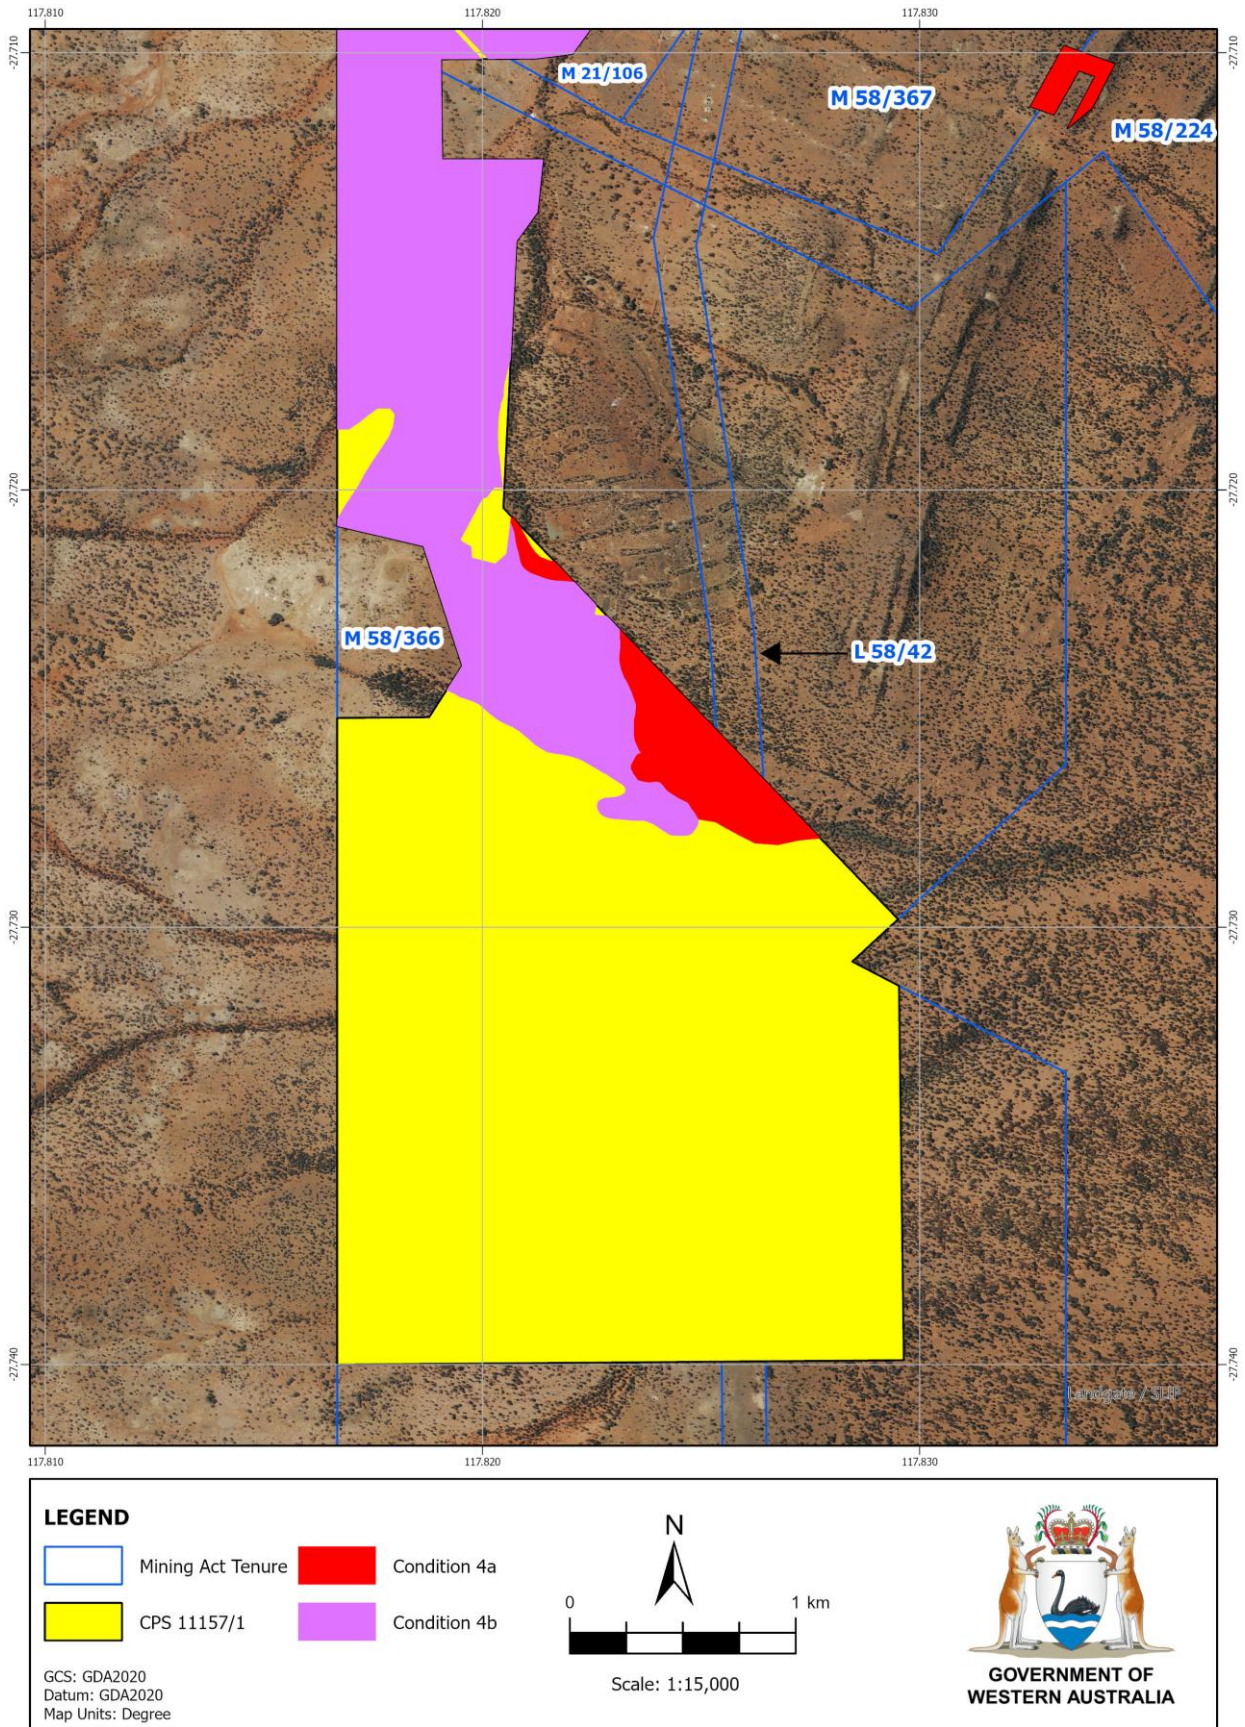 117.810
117.820
117.830
-27.710
-27.710
M 21/106
M 58/367
M 58/224
-27.720
-27.720
M 58/366
L 58/42
-27.730
-27.730
-27.740
-27.740
Landgate / SLIP
117.810
117.820
117.830
LEGEND
Mining Act Tenure
Condition 4a
CPS 11157/1
Condition 4b
GCS: GDA2020
Datum: GDA2020
Map Units: Degree
N
0
1 km
Scale: 1:15,000
GOVERNMENT OF
WESTERN AUSTRALIA